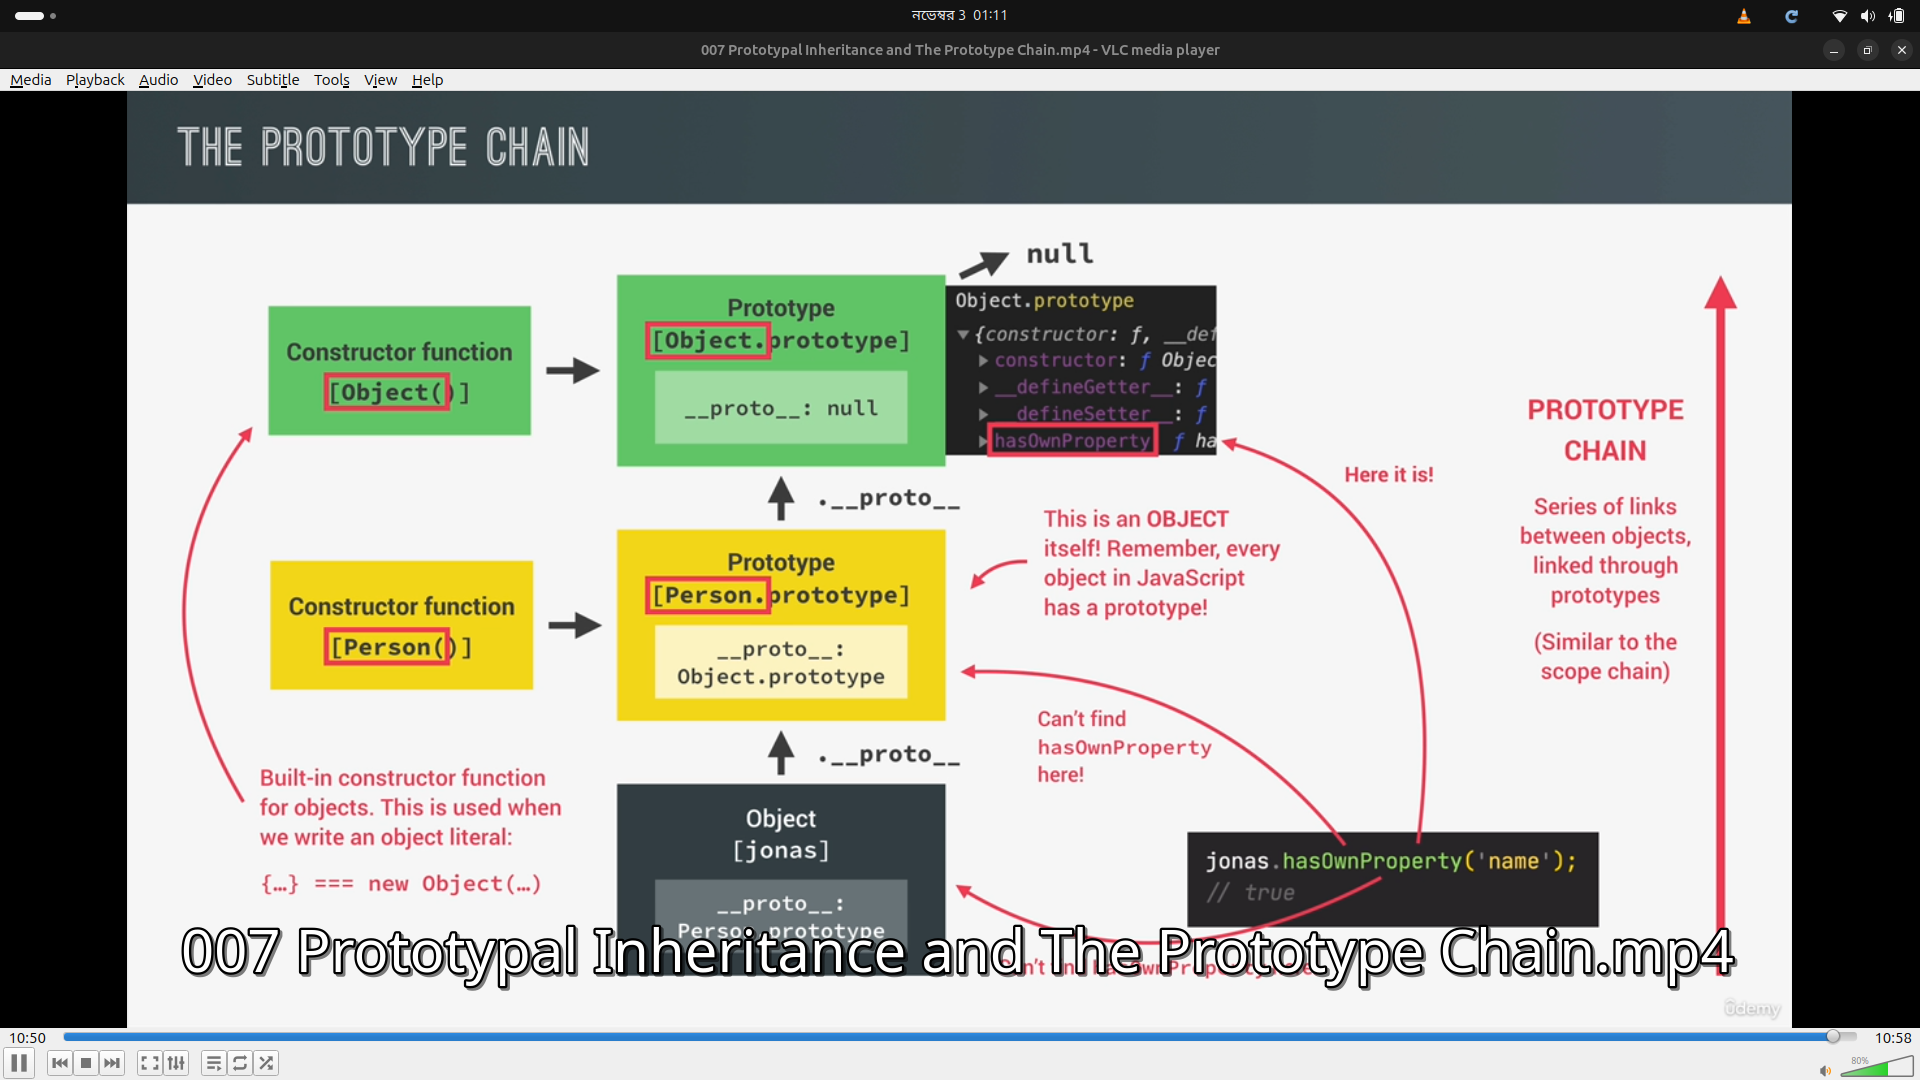 নভেম্বর 3 01:11
007 Prototypal Inheritance and The Prototype Chain.mp4 - VLC media player
Media Playback Audio Video Subtitle Tools View Help
THE PROTOTYPE CHAIN
null
Constructor function
[Object()]
Prototype
[Object.prototype]
__proto__: null
Object.prototype
{constructor: ƒ, __def
constructor: ƒ Objec
__defineGetter__: ƒ
__defineSetter__: ƒ
hasOwnProperty ƒ ha
Here it is!
PROTOTYPE
CHAIN
Series of links
between objects,
linked through
prototypes
(Similar to the
scope chain)
.__proto__
This is an OBJECT
itself! Remember, every
object in JavaScript
has a prototype!
Constructor function
[Person()]
Prototype
[Person.prototype]
__proto__:
Object.prototype
Can't find
hasOwnProperty
here!
.__proto__
Built-in constructor function
for objects. This is used when
we write an object literal:
{…} === new Object(…)
Object
[jonas]
__proto__:
Person.prototype
jonas.hasOwnProperty('name');
// true
007 Prototypal Inheritance and The Prototype Chain.mp4
ûdemy
10:50
10:58
80%